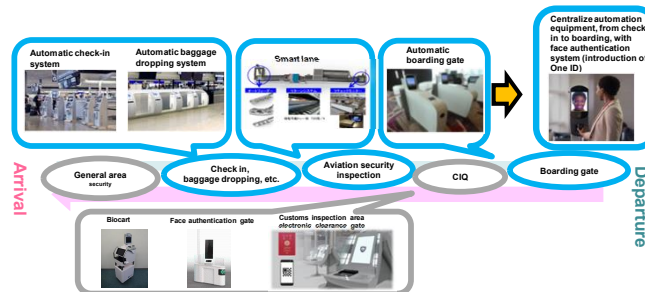 Automatic check-in
system
Automatic baggage
dropping system
Smart lane
Automatic
boarding gate
Centralize automation
equipment, from check
in to boarding, with
face authentication
system (introduction of
One ID)
Arrival
General area
security
Check in,
baggage dropping, etc.
Aviation security
inspection
CIQ
Boarding gate
Departure
Biocart
Face authentication gate
Customs inspection area
electronic clearance gate